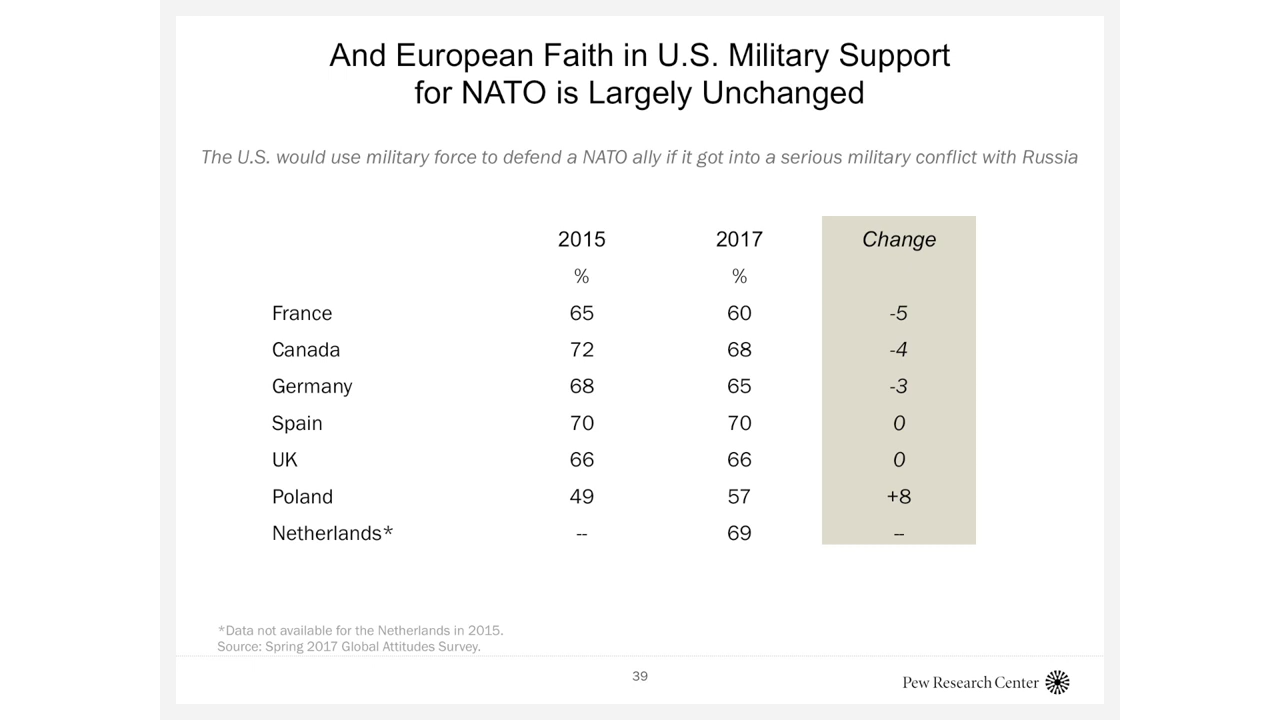 And European Faith in U.S. Military Support
for NATO is Largely Unchanged
The U.S. would use military force to defend a NATO ally if it got into a serious military conflict with Russia
2015 2017 Change
% %
France 65 60 -5
Canada 72 68 -4
Germany 68 65 -3
Spain 70 70 0
UK 66 66 0
Poland 49 57 +8
Netherlands* -- 69 –
*Data not available for the Netherlands in 2015.
Source: Spring 2017 Global Attitudes Survey.
39
Pew Research Center